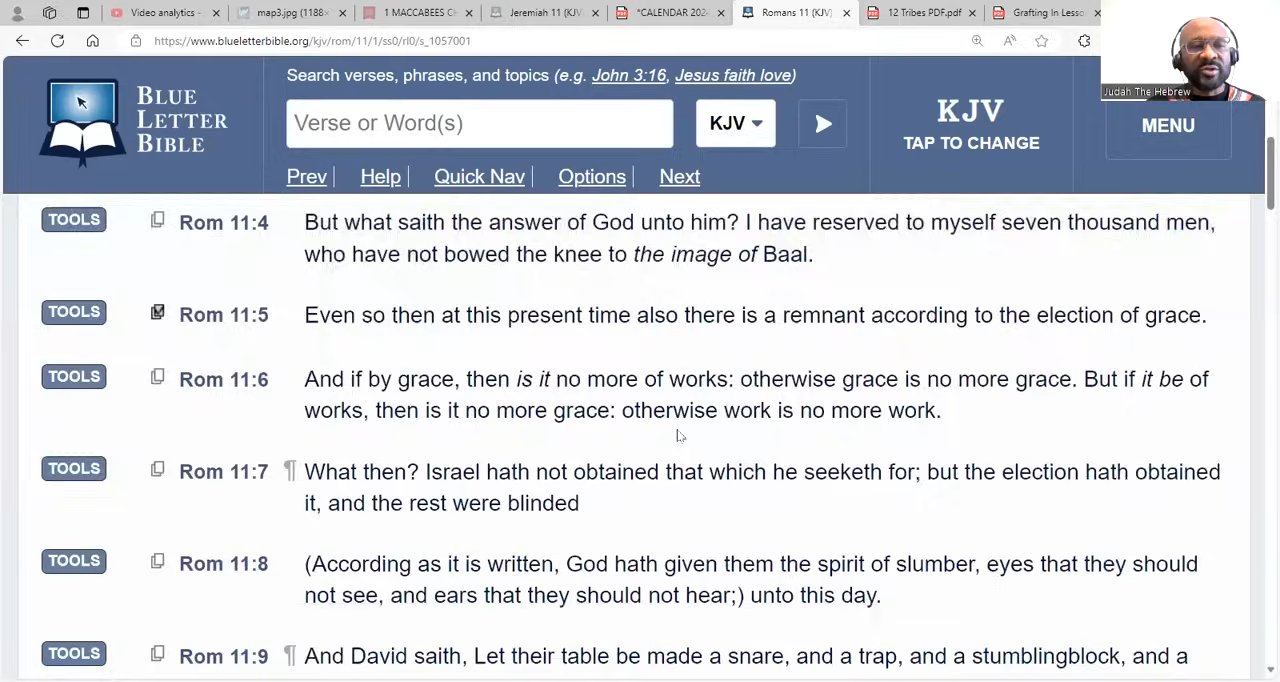 Video analytics -
map3.jpg (1188×
1 MACCABEES C
Jeremiah 11 (KJV
*CALENDAR 202
Romans 11 (KJV)
12 Tribes PDF.pdf
Grafting In Lesso
https://www.blueletterbible.org/kjv/rom/11/1/ss0/rl0/s_1057001
Judah The Hebrew
BLUE
LETTER
BIBLE
Search verses, phrases, and topics (e.g. John 3:16, Jesus faith love)
Verse or Word(s)
KJV
Prev Help Quick Nav Options Next
KJV
TAP TO CHANGE
MENU
TOOLS Rom 11:4 But what saith the answer of God unto him? I have reserved to myself seven thousand men,
who have not bowed the knee to the image of Baal.
TOOLS Rom 11:5 Even so then at this present time also there is a remnant according to the election of grace.
TOOLS Rom 11:6 And if by grace, then is it no more of works: otherwise grace is no more grace. But if it be of
works, then is it no more grace: otherwise work is no more work.
TOOLS Rom 11:7 ¶ What then? Israel hath not obtained that which he seeketh for; but the election hath obtained
it, and the rest were blinded
TOOLS Rom 11:8 (According as it is written, God hath given them the spirit of slumber, eyes that they should
not see, and ears that they should not hear;) unto this day.
TOOLS Rom 11:9 ¶ And David saith, Let their table be made a snare, and a trap, and a stumblingblock, and a